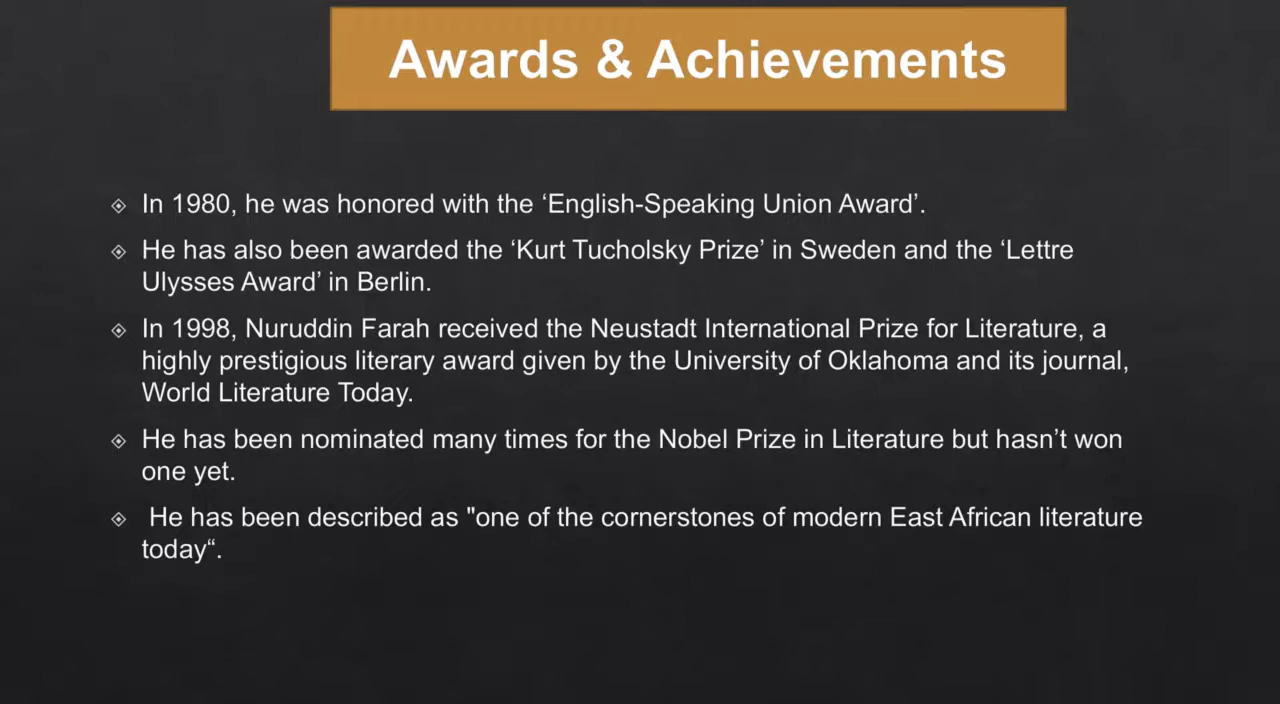 Awards & Achievements
In 1980, he was honored with the ‘English-Speaking Union Award’.
He has also been awarded the ‘Kurt Tucholsky Prize’ in Sweden and the ‘Lettre
Ulysses Award’ in Berlin.
In 1998, Nuruddin Farah received the Neustadt International Prize for Literature, a
highly prestigious literary award given by the University of Oklahoma and its journal,
World Literature Today.
He has been nominated many times for the Nobel Prize in Literature but hasn’t won
one yet.
He has been described as "one of the cornerstones of modern East African literature
today“.